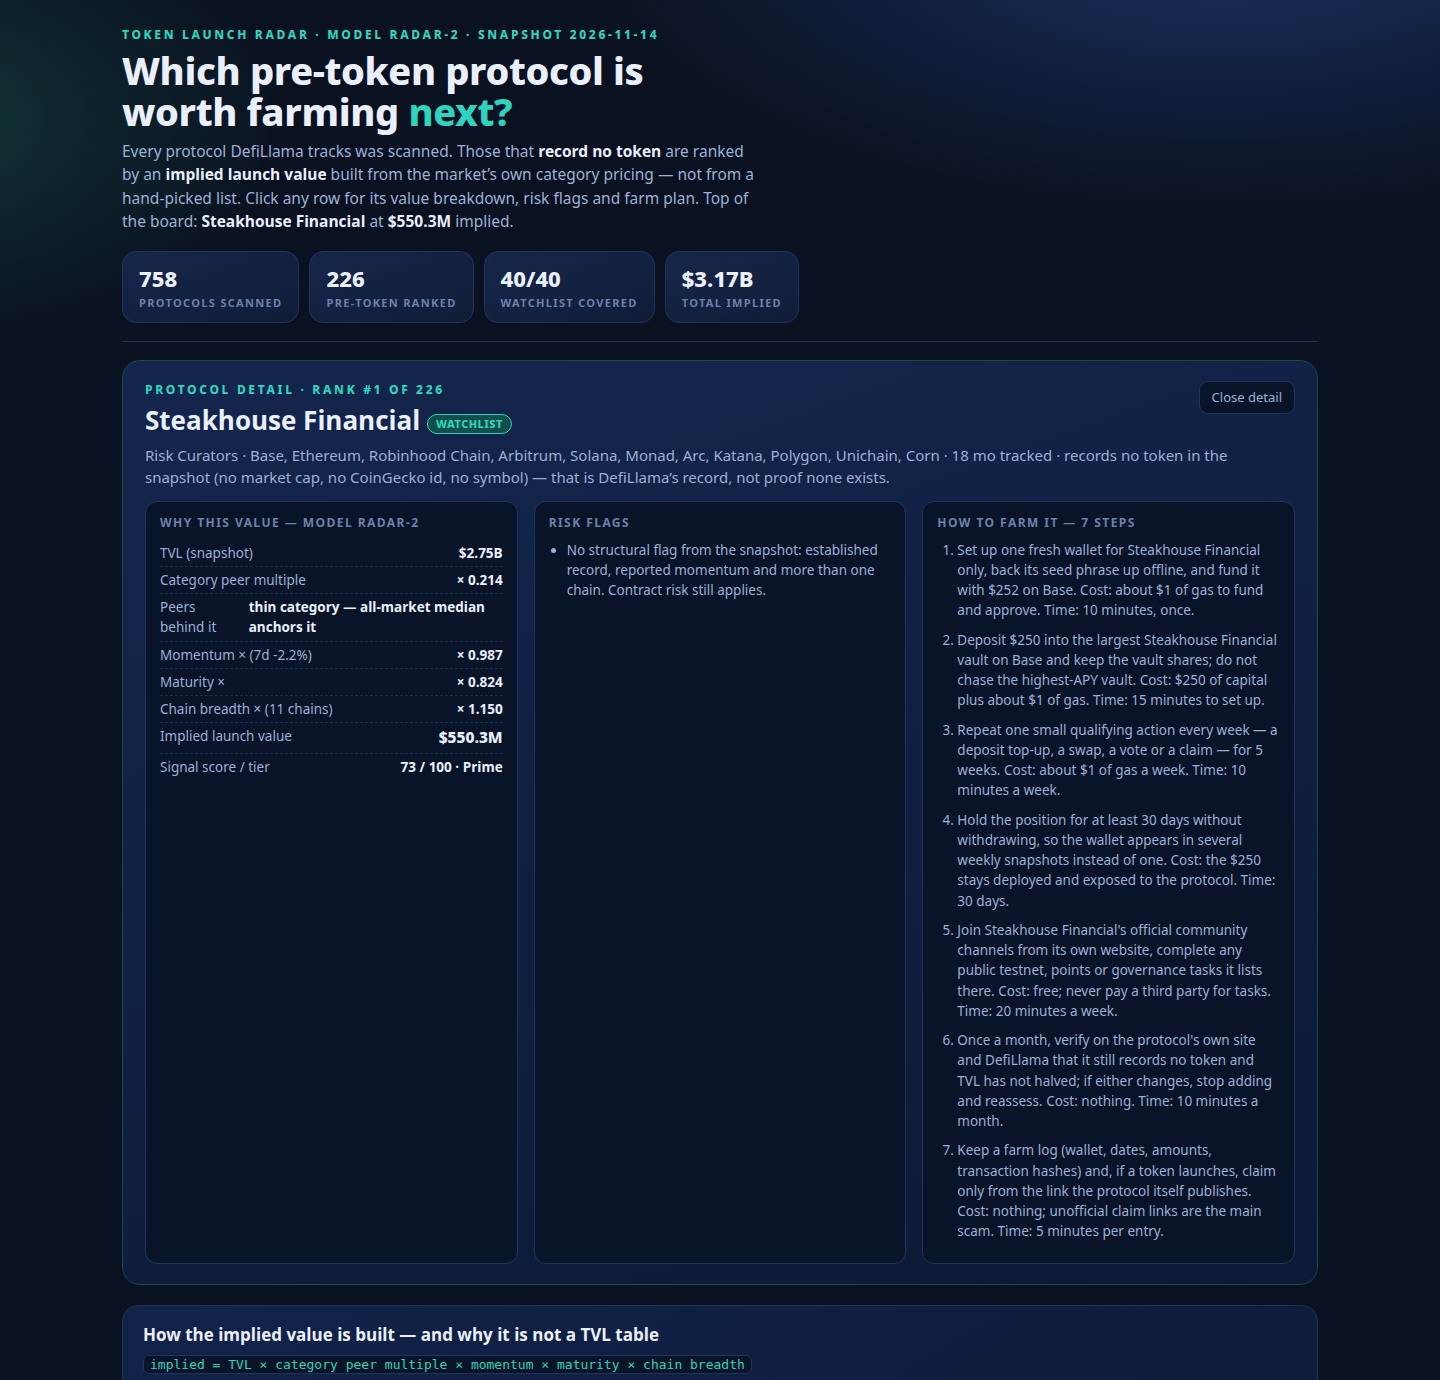 TOKEN LAUNCH RADAR · MODEL RADAR-2 · SNAPSHOT 2026-11-14
Which pre-token protocol is
worth farming next?
Every protocol DefiLlama tracks was scanned. Those that record no token are ranked
by an implied launch value built from the market’s own category pricing — not from a
hand-picked list. Click any row for its value breakdown, risk flags and farm plan. Top of
the board: Steakhouse Financial at $550.3M implied.
758
PROTOCOLS SCANNED
226
PRE-TOKEN RANKED
40/40
WATCHLIST COVERED
$3.17B
TOTAL IMPLIED
PROTOCOL DETAIL · RANK #1 OF 226
Close detail
Steakhouse Financial WATCHLIST
Risk Curators · Base, Ethereum, Robinhood Chain, Arbitrum, Solana, Monad, Arc, Katana, Polygon, Unichain, Corn · 18 mo tracked · records no token in the
snapshot (no market cap, no CoinGecko id, no symbol) — that is DefiLlama’s record, not proof none exists.
WHY THIS VALUE — MODEL RADAR-2
TVL (snapshot) $2.75B
Category peer multiple × 0.214
Peers behind it thin category — all-market median
anchors it
Momentum × (7d -2.2%) × 0.987
Maturity × × 0.824
Chain breadth × (11 chains) × 1.150
Implied launch value $550.3M
Signal score / tier 73 / 100 · Prime
RISK FLAGS
• No structural flag from the snapshot: established
record, reported momentum and more than one
chain. Contract risk still applies.
HOW TO FARM IT — 7 STEPS
1. Set up one fresh wallet for Steakhouse Financial
only, back its seed phrase up offline, and fund it
with $252 on Base. Cost: about $1 of gas to fund
and approve. Time: 10 minutes, once.
2. Deposit $250 into the largest Steakhouse Financial
vault on Base and keep the vault shares; do not
chase the highest-APY vault. Cost: $250 of capital
plus about $1 of gas. Time: 15 minutes to set up.
3. Repeat one small qualifying action every week — a
deposit top-up, a swap, a vote or a claim — for 5
weeks. Cost: about $1 of gas a week. Time: 10
minutes a week.
4. Hold the position for at least 30 days without
withdrawing, so the wallet appears in several
weekly snapshots instead of one. Cost: the $250
stays deployed and exposed to the protocol. Time:
30 days.
5. Join Steakhouse Financial's official community
channels from its own website, complete any
public testnet, points or governance tasks it lists
there. Cost: free; never pay a third party for tasks.
Time: 20 minutes a week.
6. Once a month, verify on the protocol's own site
and DefiLlama that it still records no token and
TVL has not halved; if either changes, stop adding
and reassess. Cost: nothing. Time: 10 minutes a
month.
7. Keep a farm log (wallet, dates, amounts,
transaction hashes) and, if a token launches, claim
only from the link the protocol itself publishes.
Cost: nothing; unofficial claim links are the main
scam. Time: 5 minutes per entry.
How the implied value is built — and why it is not a TVL table
implied = TVL × category peer multiple × momentum × maturity × chain breadth